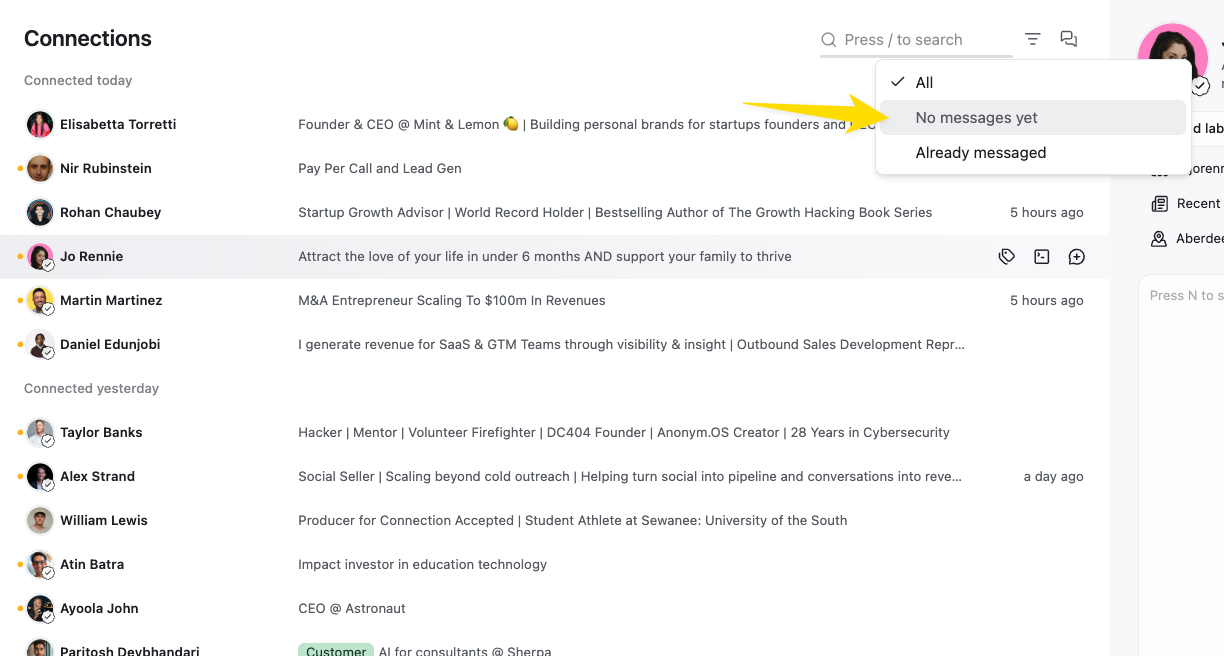 Connections
Press / to search
All
No messages yet
Already messaged
Connected today
Elisabetta Torretti Founder & CEO @ Mint & Lemon 🍋 | Building personal brands for startups founders and
Nir Rubinstein Pay Per Call and Lead Gen
Rohan Chaubey Startup Growth Advisor | World Record Holder | Bestselling Author of The Growth Hacking Book Series 5 hours ago
Jo Rennie Attract the love of your life in under 6 months AND support your family to thrive
Martin Martinez M&A Entrepreneur Scaling To $100m In Revenues 5 hours ago
Daniel Edunjobi I generate revenue for SaaS & GTM Teams through visibility & insight | Outbound Sales Development Repr...
Connected yesterday
Taylor Banks Hacker | Mentor | Volunteer Firefighter | DC404 Founder | Anonym.OS Creator | 28 Years in Cybersecurity
Alex Strand Social Seller | Scaling beyond cold outreach | Helping turn social into pipeline and conversations into reve... a day ago
William Lewis Producer for Connection Accepted | Student Athlete at Sewanee: University of the South
Atin Batra Impact investor in education technology
Ayoola John CEO @ Astronaut
Paritosh Deybhandari Customer AI for consultants @ Sherpa
d lab
jorenn
Recent
Aberdee
Press N to s